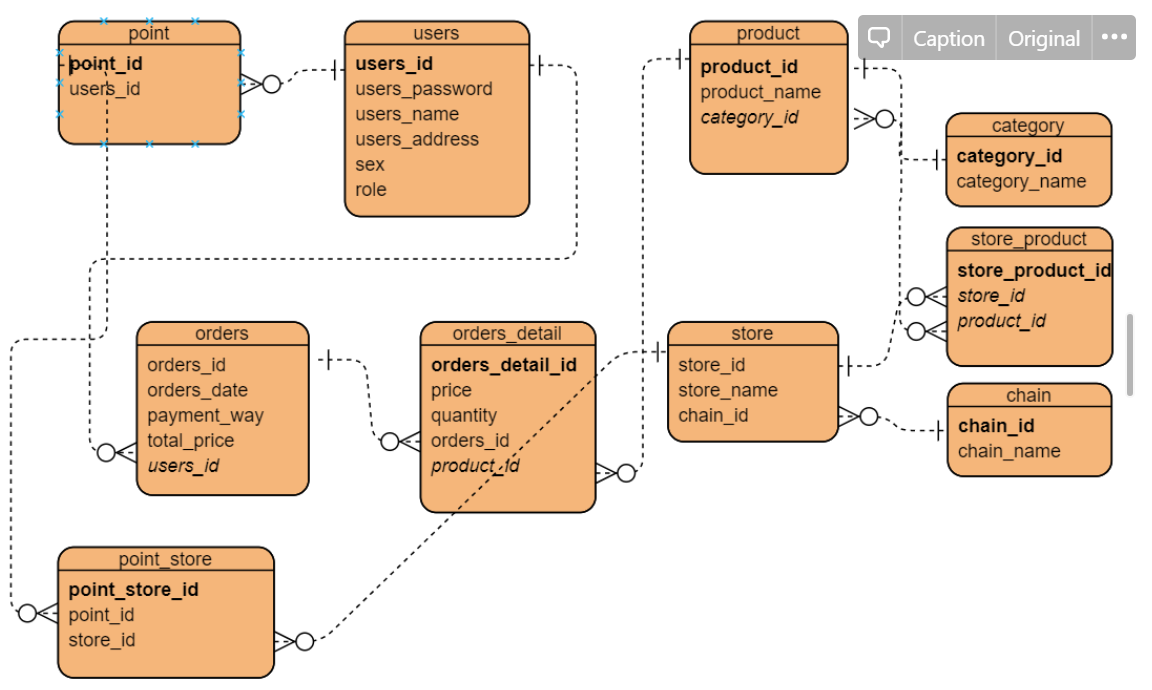 point
point_id
users_id
users
users_id
users_password
users_name
users_address
sex
role
product
product_id
product_name
category_id
Caption
Original
category
category_id
category_name
store_product
store_product_id
store_id
product_id
orders
orders_id
orders_date
payment_way
total_price
users_id
orders_detail
orders_detail_id
price
quantity
orders_id
product_id
store
store_id
store_name
chain_id
chain
chain_id
chain_name
point_store
point_store_id
point_id
store_id